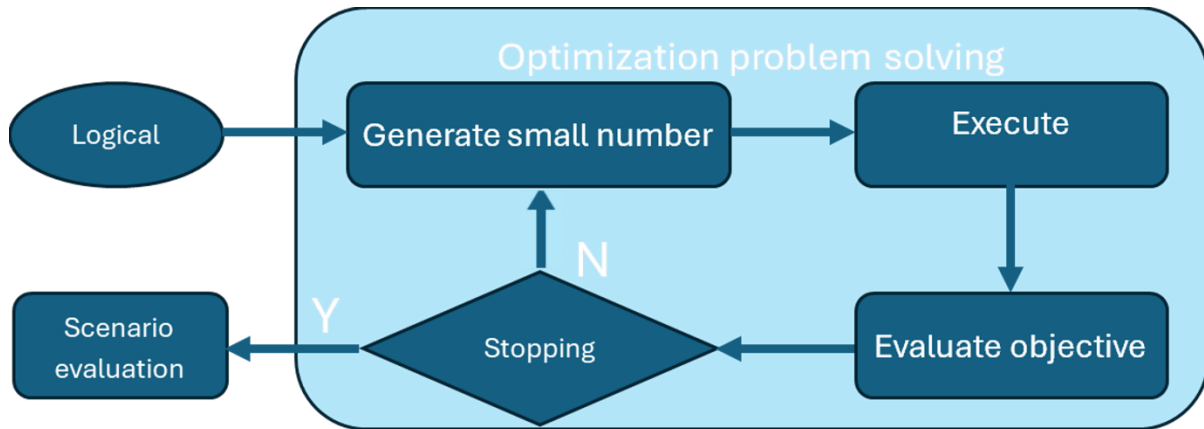 Optimization problem solving
Logical
Generate small number
Execute
N
Y
Scenario
evaluation
Stopping
Evaluate objective